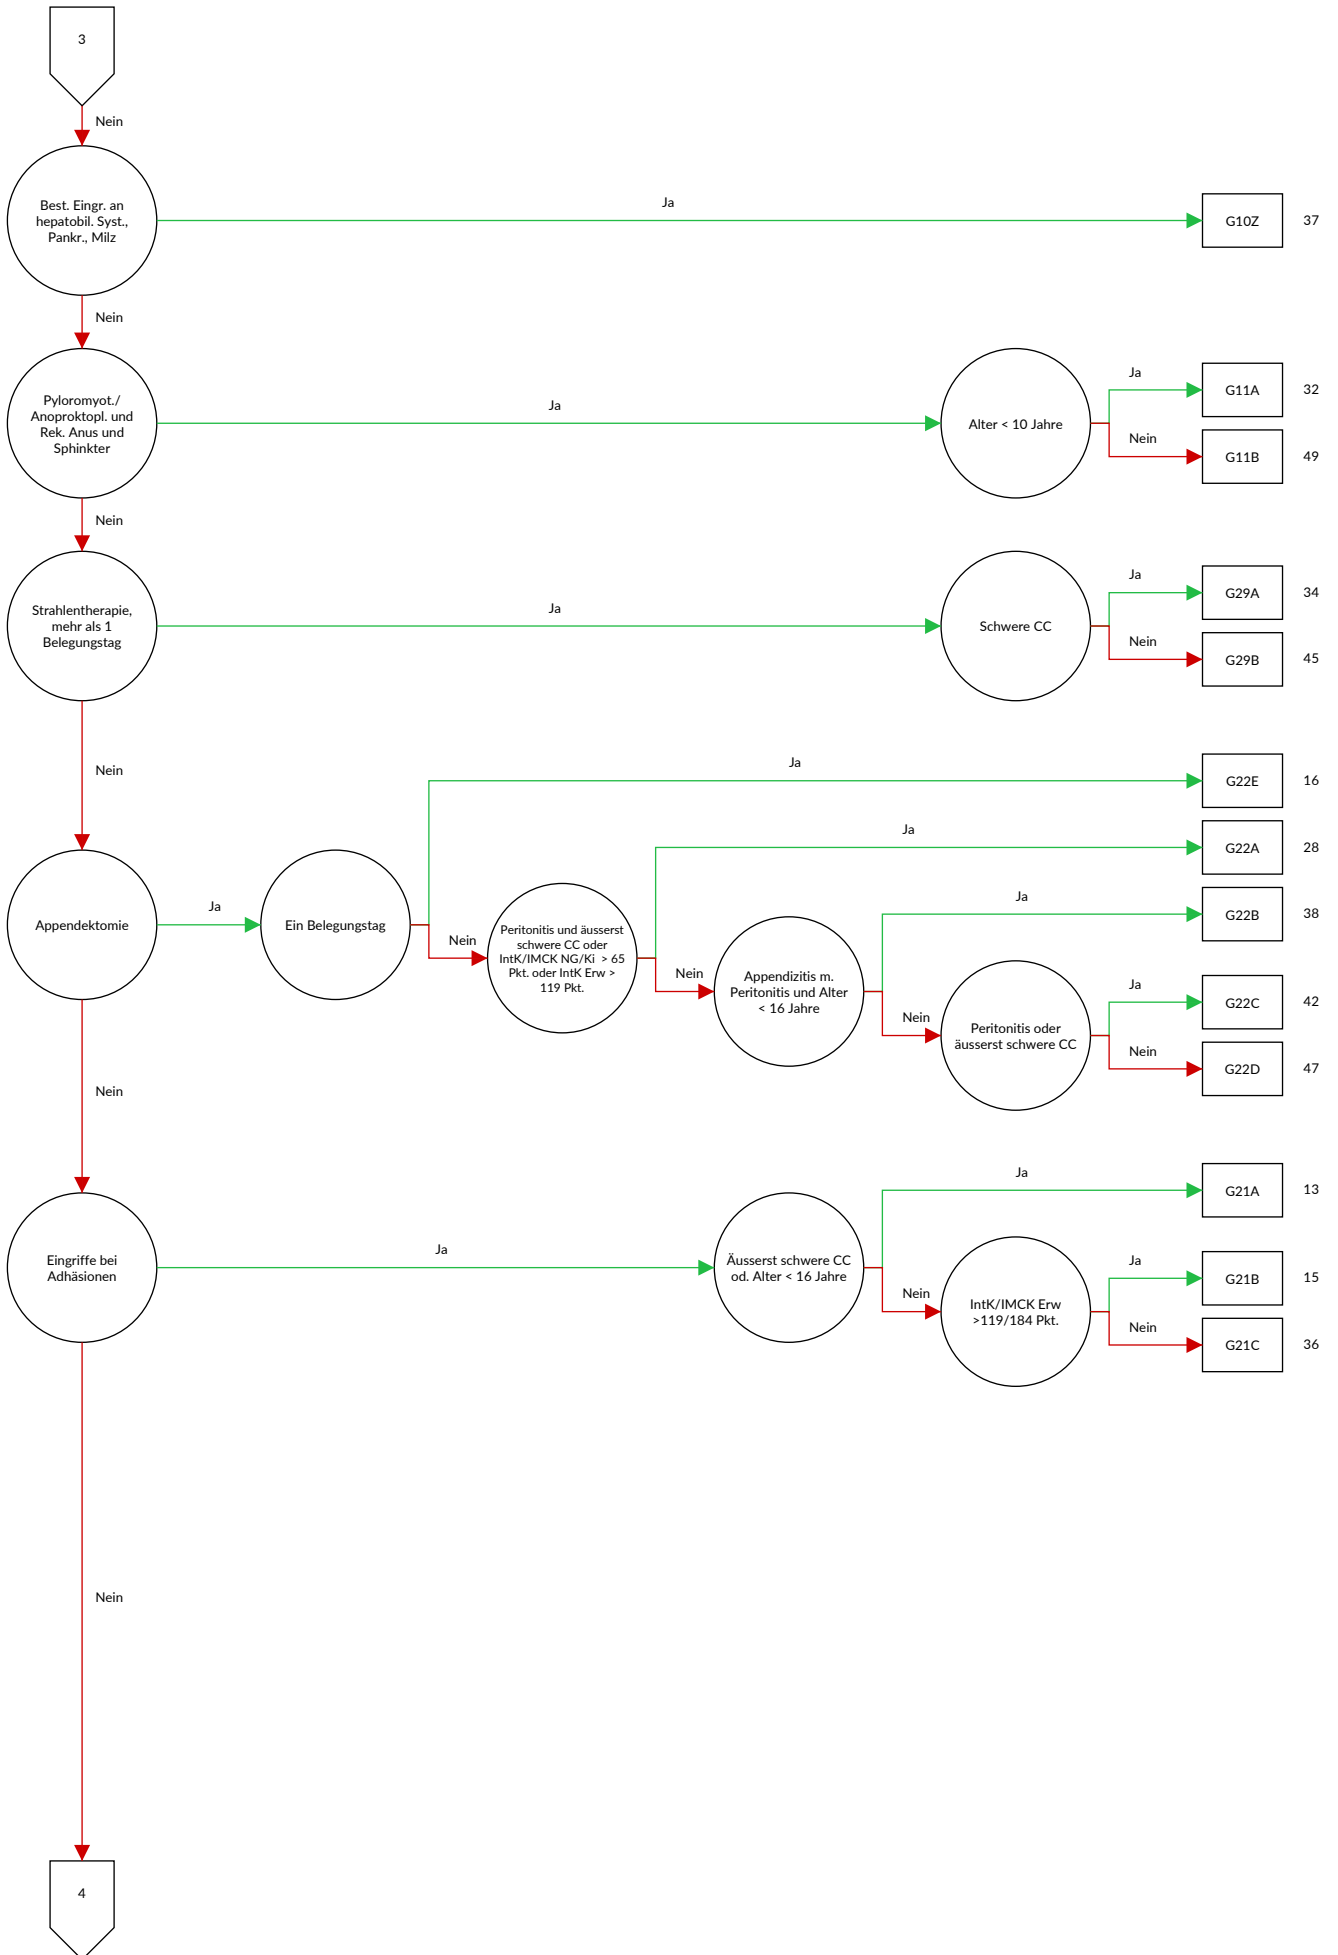 3
Nein
Best. Eingr. an
hepatobil. Syst.,
Pankr., Milz
Ja
G10Z
37
Nein
Pyloromyot./
Anoproktopl. und
Rek. Anus und
Sphinkter
Ja
Alter < 10 Jahre
Ja
G11A
32
Nein
G11B
49
Nein
Strahlentherapie,
mehr als 1
Belegungstag
Ja
Schwere CC
Ja
G29A
34
Nein
G29B
45
Nein
Appendektomie
Ja
Ein Belegungstag
Ja
G22E
16
Nein
Peritonitis und äusserst
schwere CC oder
IntK/IMCK NG/Ki > 65
Pkt. oder IntK Erw >
119 Pkt.
Ja
G22A
28
Nein
Appendizitis m.
Peritonitis und Alter
< 16 Jahre
Ja
G22B
38
Nein
Peritonitis oder
äusserst schwere CC
Ja
G22C
42
Nein
G22D
47
Nein
Eingriffe bei
Adhäsionen
Ja
Äusserst schwere CC
od. Alter < 16 Jahre
Ja
G21A
13
Nein
IntK/IMCK Erw
>119/184 Pkt.
Ja
G21B
15
Nein
G21C
36
Nein
4